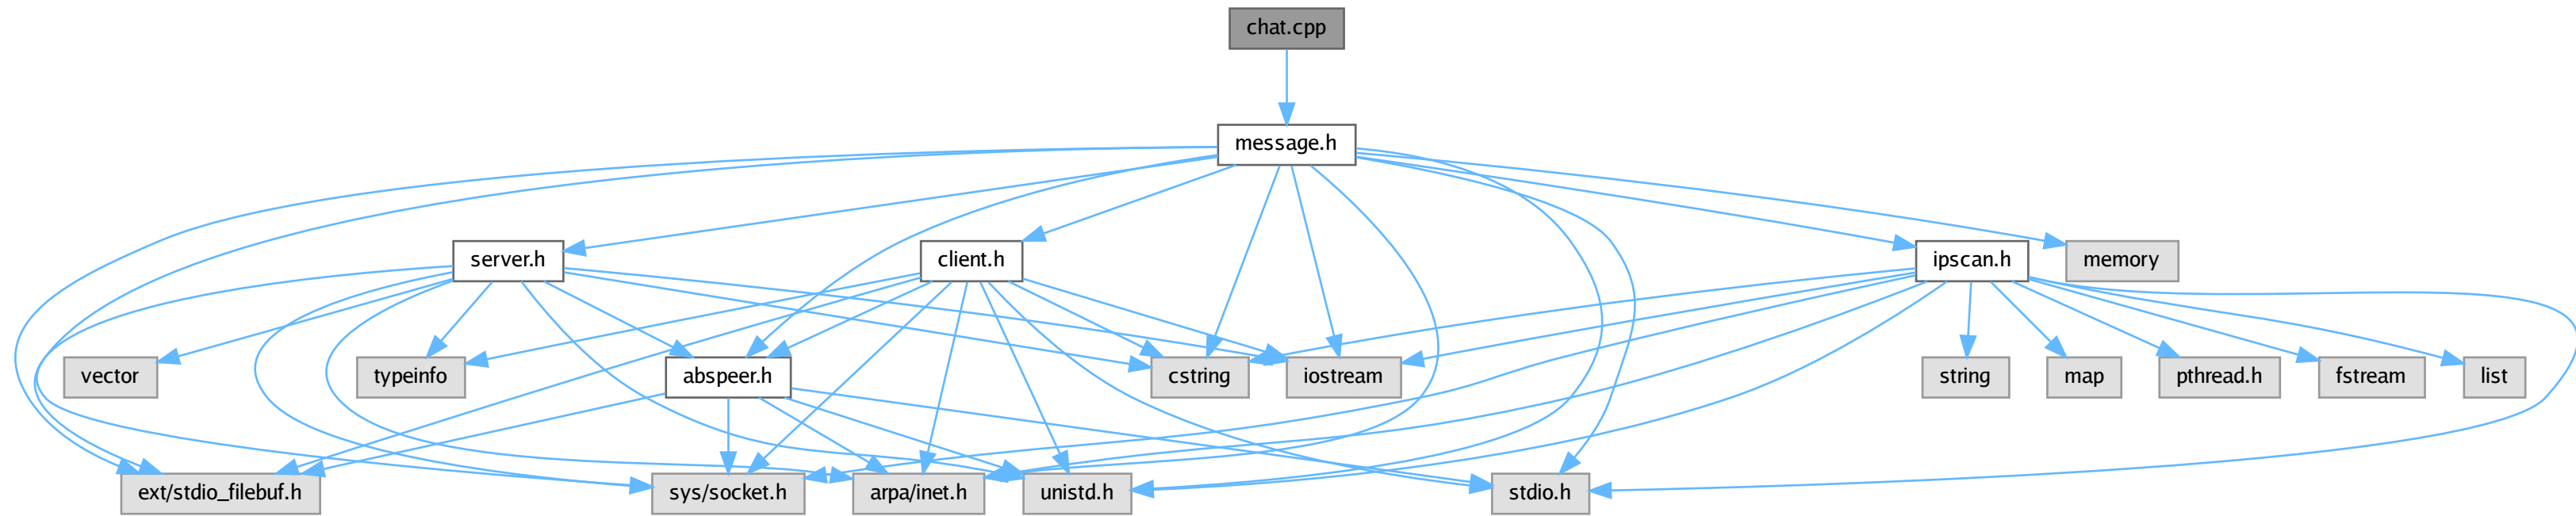 chat.cpp
message.h
server.h
client.h
ipscan.h
memory
vector
typeinfo
abspeer.h
cstring
iostream
string
map
pthread.h
fstream
list
ext/stdio_filebuf.h
sys/socket.h
arpa/inet.h
unistd.h
stdio.h